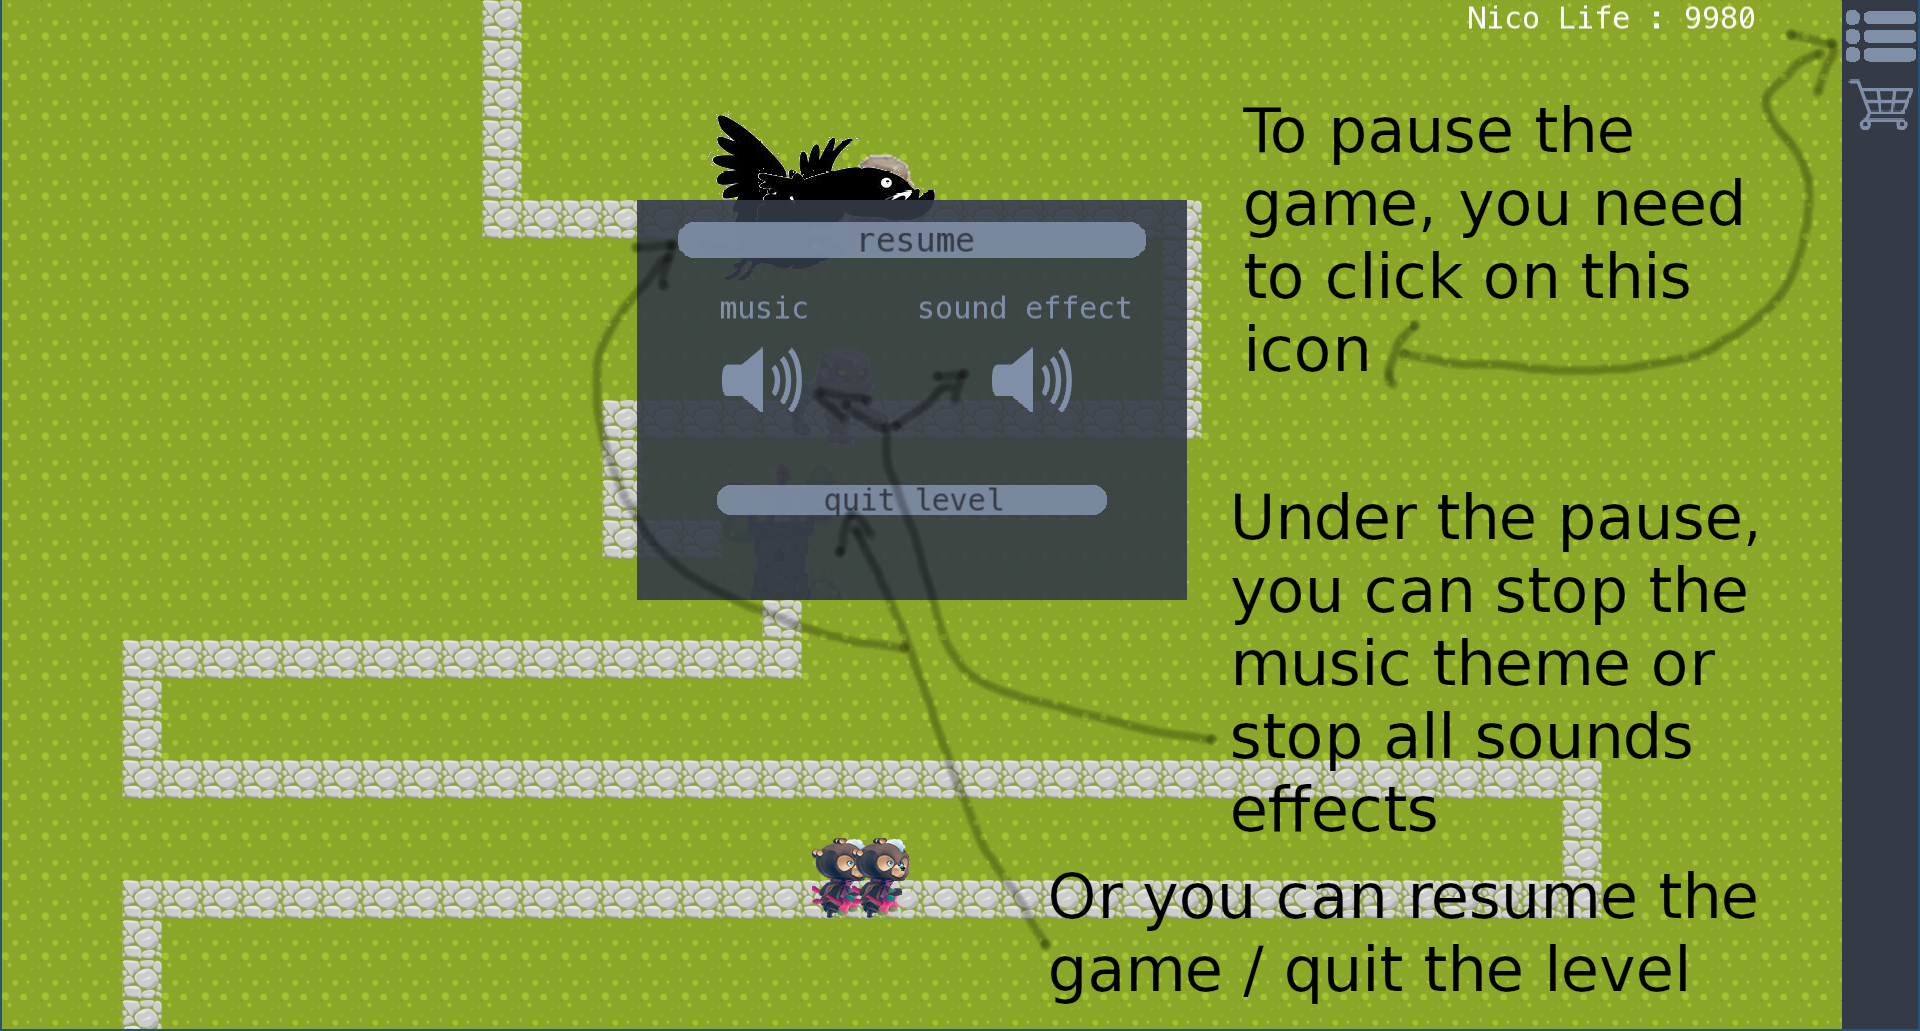 Nico Life : 9980
To pause the
game, you need
to click on this
icon
resume
music
sound effect
quit level
Under the pause,
you can stop the
music theme or
stop all sounds
effects
Or you can resume the
game / quit the level